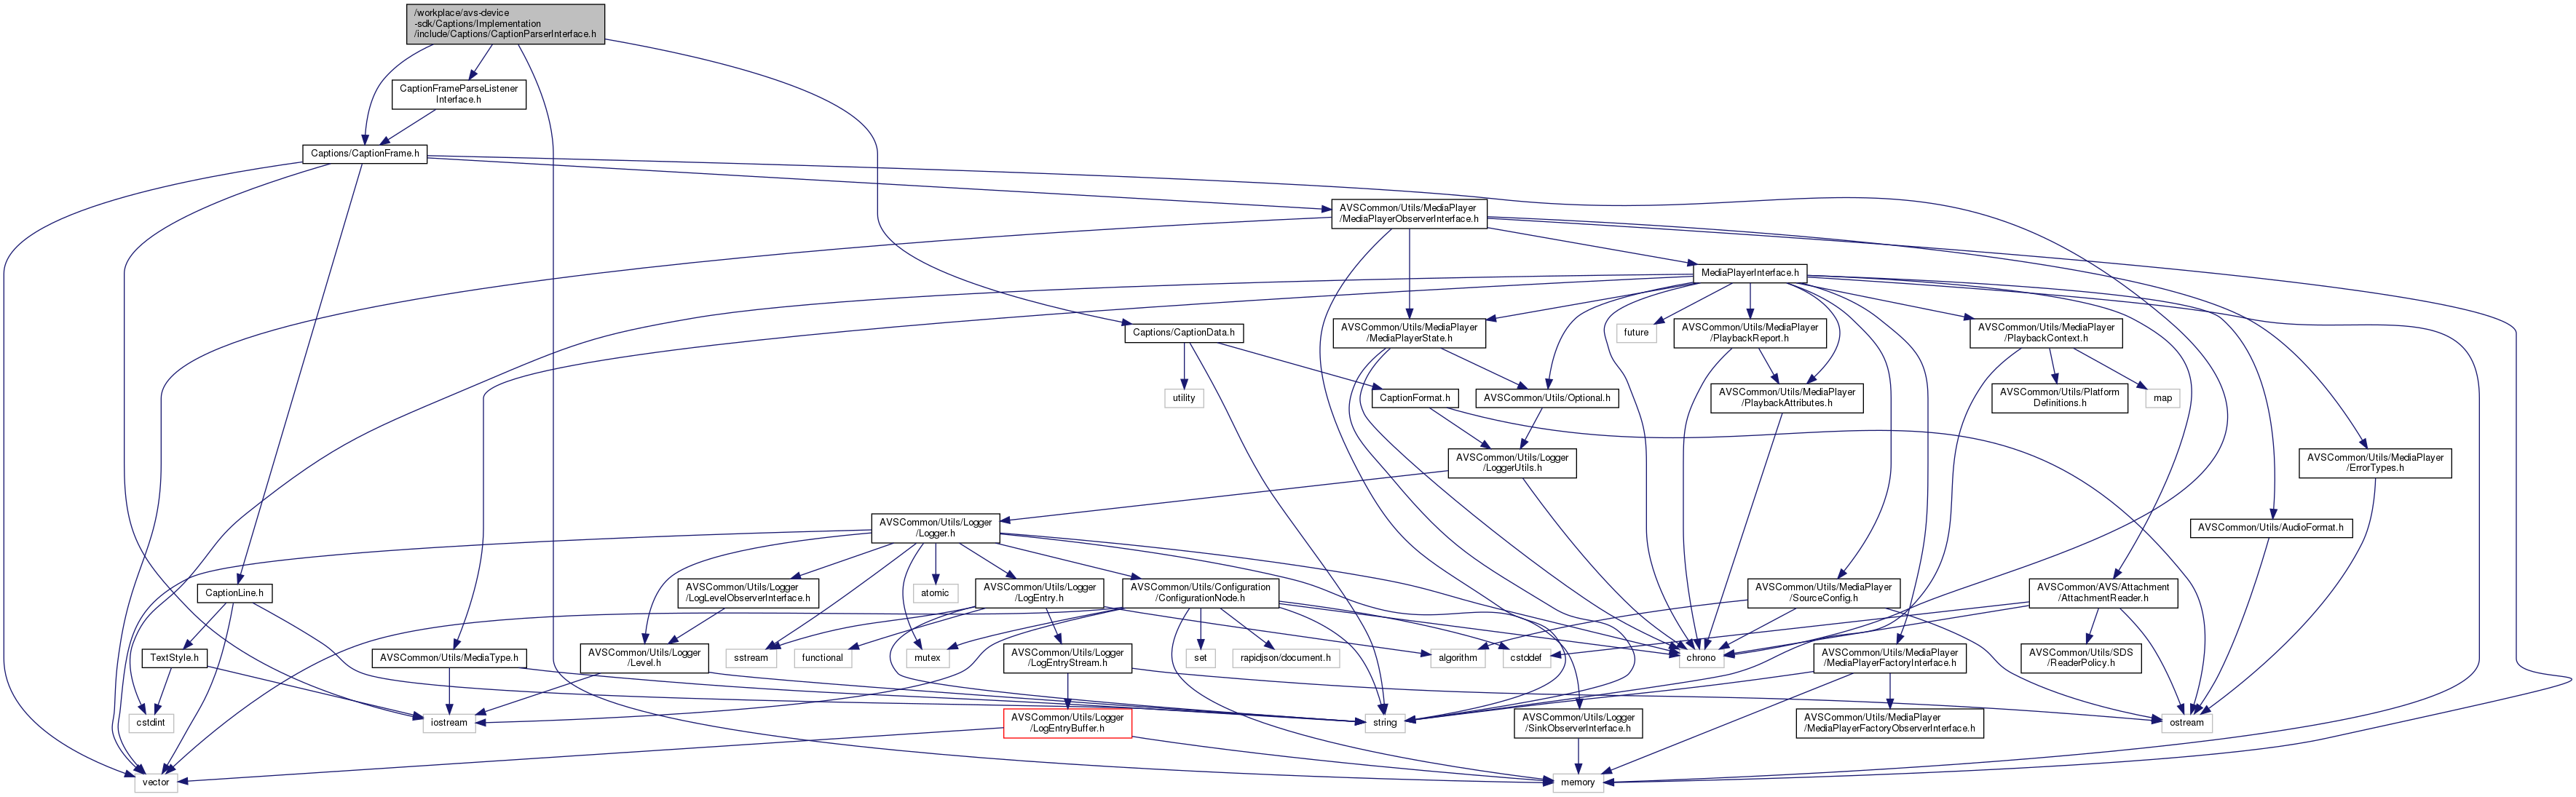 /workplace/avs-device
-sdk/Captions/Implementation
/include/Captions/CaptionParserInterface.h
CaptionFrameParseListener
Interface.h
Captions/CaptionFrame.h
AVSCommon/Utils/MediaPlayer
/MediaPlayerObserverInterface.h
MediaPlayerInterface.h
Captions/CaptionData.h
AVSCommon/Utils/MediaPlayer
/MediaPlayerState.h
future
AVSCommon/Utils/MediaPlayer
/PlaybackReport.h
AVSCommon/Utils/MediaPlayer
/PlaybackContext.h
utility
CaptionFormat.h
AVSCommon/Utils/Optional.h
AVSCommon/Utils/MediaPlayer
/PlaybackAttributes.h
AVSCommon/Utils/Platform
Definitions.h
map
AVSCommon/Utils/Logger
/LoggerUtils.h
AVSCommon/Utils/MediaPlayer
/ErrorTypes.h
AVSCommon/Utils/Logger
/Logger.h
AVSCommon/Utils/AudioFormat.h
CaptionLine.h
AVSCommon/Utils/Logger
/LogLevelObserverInterface.h
atomic
AVSCommon/Utils/Logger
/LogEntry.h
AVSCommon/Utils/Configuration
/ConfigurationNode.h
AVSCommon/Utils/MediaPlayer
/SourceConfig.h
AVSCommon/AVS/Attachment
/AttachmentReader.h
TextStyle.h
AVSCommon/Utils/MediaType.h
AVSCommon/Utils/Logger
/Level.h
sstream
functional
mutex
AVSCommon/Utils/Logger
/LogEntryStream.h
set
rapidjson/document.h
algorithm
cstddef
chrono
AVSCommon/Utils/MediaPlayer
/MediaPlayerFactoryInterface.h
AVSCommon/Utils/SDS
/ReaderPolicy.h
cstdint
iostream
AVSCommon/Utils/Logger
/LogEntryBuffer.h
string
AVSCommon/Utils/Logger
/SinkObserverInterface.h
AVSCommon/Utils/MediaPlayer
/MediaPlayerFactoryObserverInterface.h
ostream
vector
memory